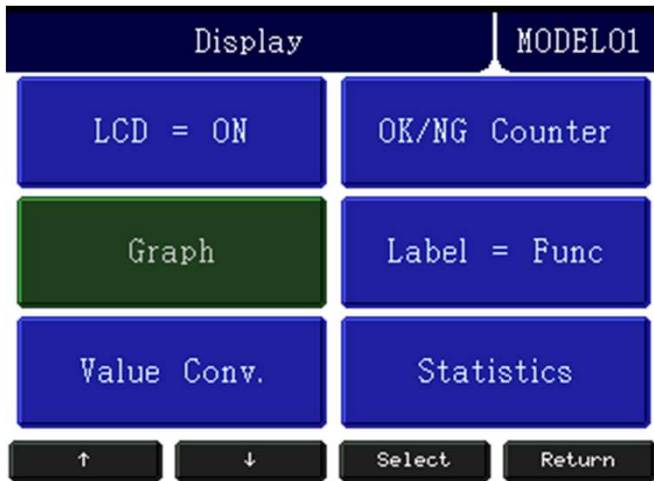 Display MODEL01
LCD = ON OK/NG Counter
Graph Label = Func
Value Conv. Statistics
↑ ↓ Select Return